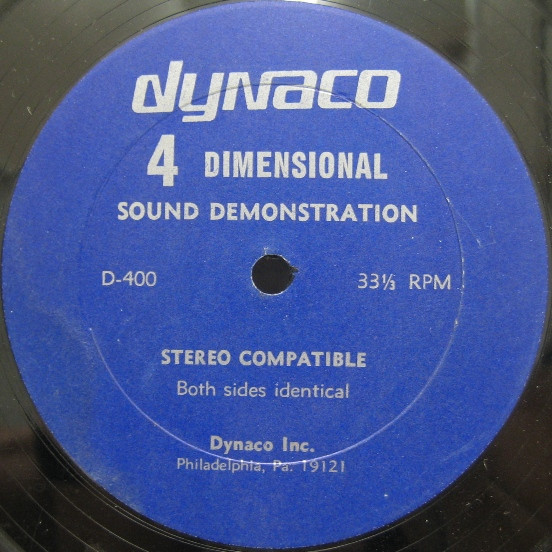 dynaco
4 DIMENSIONAL
SOUND DEMONSTRATION
D-400 33⅓ RPM
STEREO COMPATIBLE
Both sides identical
Dynaco Inc.
Philadelphia, Pa. 19121